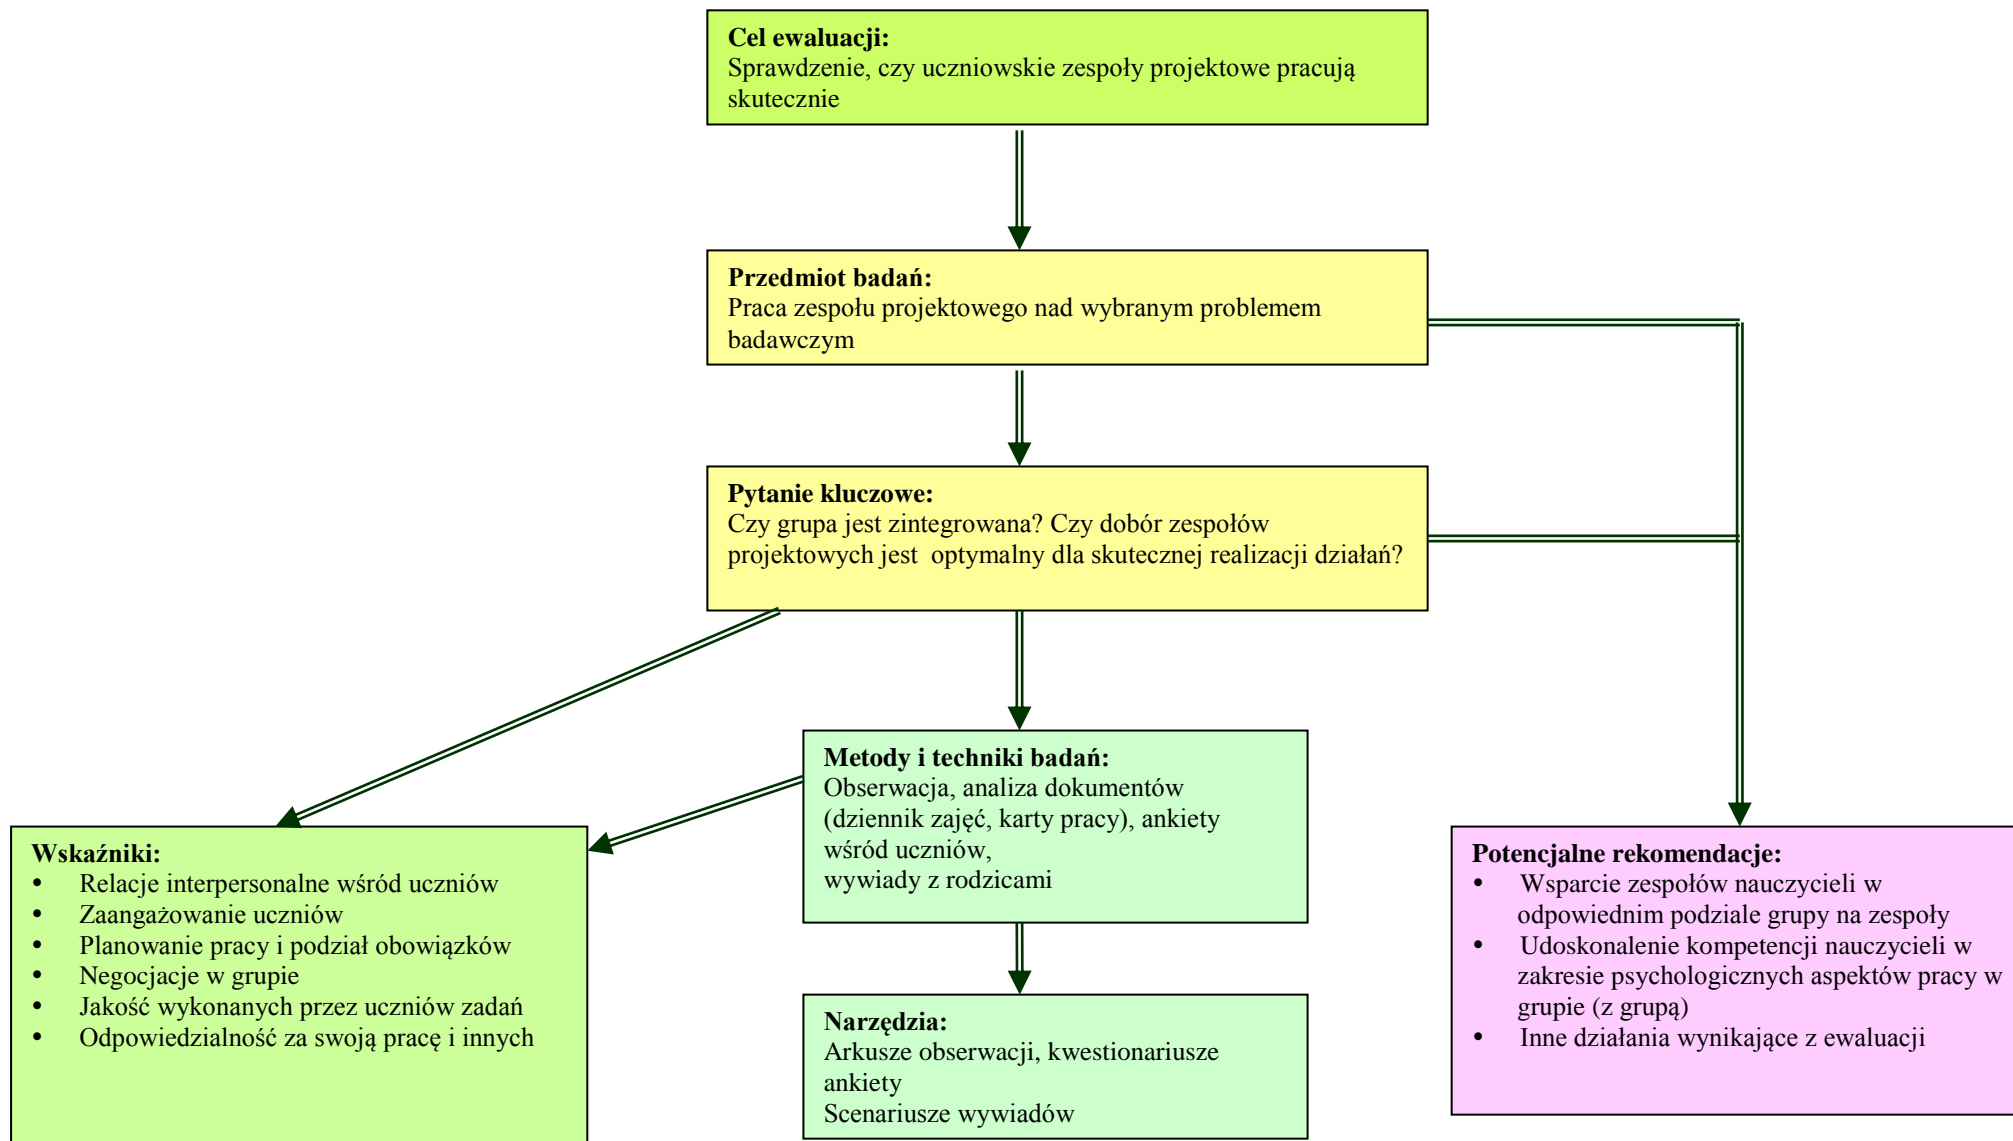 Cel ewaluacji:
Sprawdzenie, czy uczniowskie zespoły projektowe pracują
skutecznie
Przedmiot badań:
Praca zespołu projektowego nad wybranym problemem
badawczym
Pytanie kluczowe:
Czy grupa jest zintegrowana? Czy dobór zespołów
projektowych jest  optymalny dla skutecznej realizacji działań?
Metody i techniki badań:
Obserwacja, analiza dokumentów
(dziennik zajęć, karty pracy), ankiety
wśród uczniów,
wywiady z rodzicami
Wskaźniki:
• Relacje interpersonalne wśród uczniów
• Zaangażowanie uczniów
• Planowanie pracy i podział obowiązków
• Negocjacje w grupie
• Jakość wykonanych przez uczniów zadań
• Odpowiedzialność za swoją pracę i innych
Narzędzia:
Arkusze obserwacji, kwestionariusze
ankiety
Scenariusze wywiadów
Potencjalne rekomendacje:
• Wsparcie zespołów nauczycieli w
odpowiednim podziale grupy na zespoły
• Udoskonalenie kompetencji nauczycieli w
zakresie psychologicznych aspektów pracy w
grupie (z grupą)
• Inne działania wynikające z ewaluacji